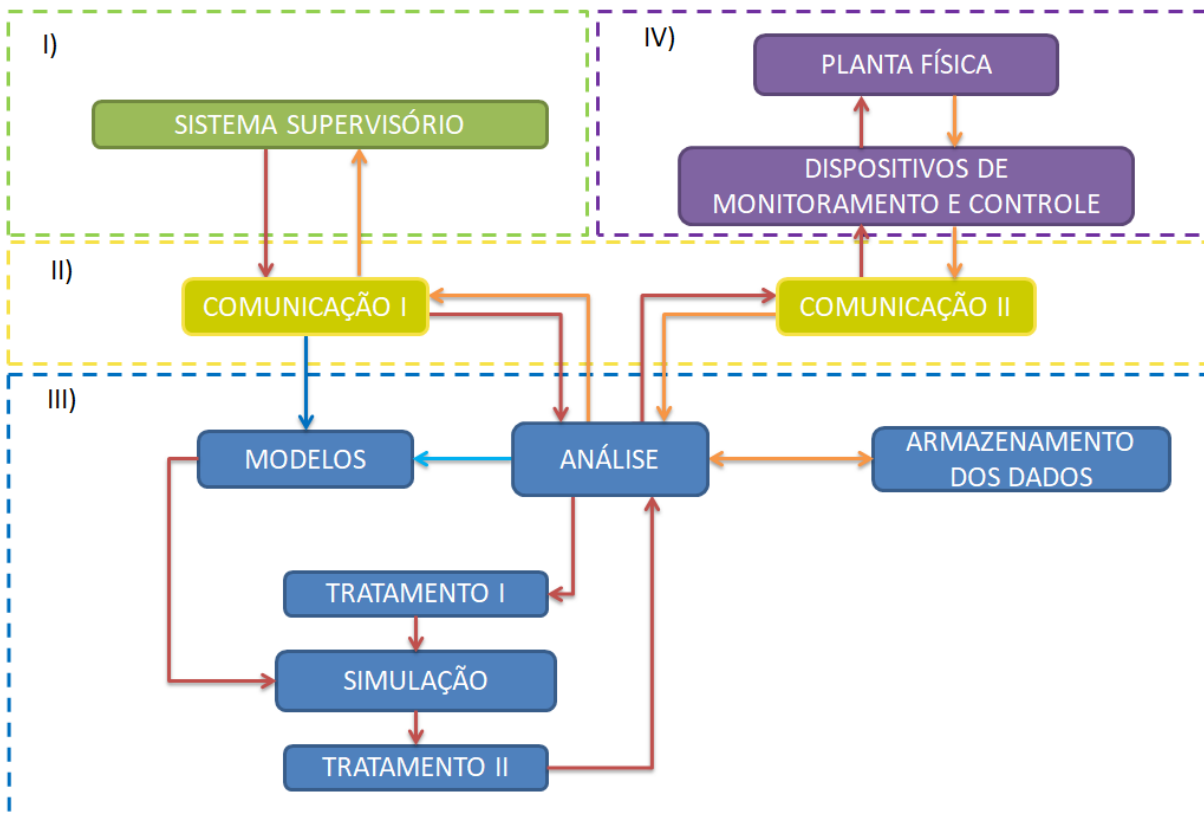 I)
SISTEMA SUPERVISÓRIO
IV)
PLANTA FÍSICA
DISPOSITIVOS DE
MONITORAMENTO E CONTROLE
II)
COMUNICAÇÃO I
COMUNICAÇÃO II
III)
MODELOS
ANÁLISE
ARMAZENAMENTO
DOS DADOS
TRATAMENTO I
SIMULAÇÃO
TRATAMENTO II